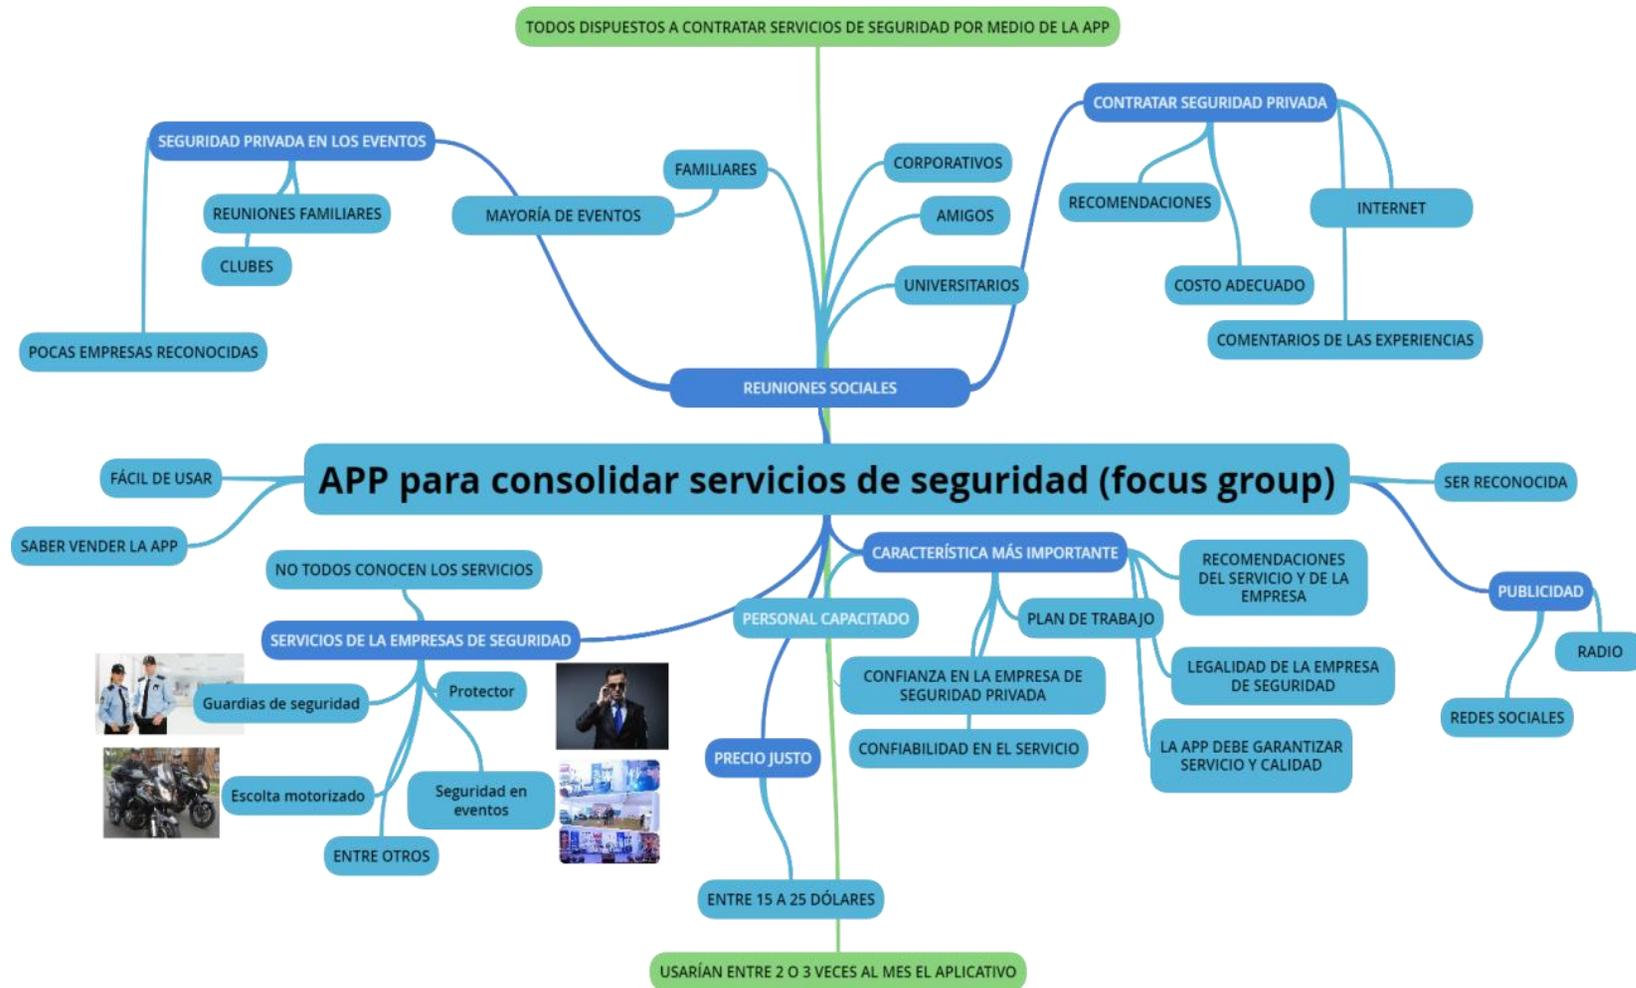 TODOS DISPUESTOS A CONTRATAR SERVICIOS DE SEGURIDAD POR MEDIO DE LA APP
CONTRATAR SEGURIDAD PRIVADA
SEGURIDAD PRIVADA EN LOS EVENTOS
FAMILIARES
CORPORATIVOS
RECOMENDACIONES
INTERNET
REUNIONES FAMILIARES
MAYORÍA DE EVENTOS
AMIGOS
CLUBES
UNIVERSITARIOS
COSTO ADECUADO
POCAS EMPRESAS RECONOCIDAS
COMENTARIOS DE LAS EXPERIENCIAS
REUNIONES SOCIALES
FÁCIL DE USAR
APP para consolidar servicios de seguridad (focus group)
SER RECONOCIDA
SABER VENDER LA APP
NO TODOS CONOCEN LOS SERVICIOS
CARACTERÍSTICA MÁS IMPORTANTE
RECOMENDACIONES
DEL SERVICIO Y DE LA
EMPRESA
PUBLICIDAD
PERSONAL CAPACITADO
PLAN DE TRABAJO
SERVICIOS DE LA EMPRESAS DE SEGURIDAD
RADIO
Guardias de seguridad
Protector
CONFIANZA EN LA EMPRESA DE
SEGURIDAD PRIVADA
LEGALIDAD DE LA EMPRESA
DE SEGURIDAD
REDES SOCIALES
PRECIO JUSTO
CONFIABILIDAD EN EL SERVICIO
LA APP DEBE GARANTIZAR
SERVICIO Y CALIDAD
Escolta motorizado
Seguridad en
eventos
ENTRE OTROS
ENTRE 15 A 25 DÓLARES
USARÍAN ENTRE 2 O 3 VECES AL MES EL APLICATIVO